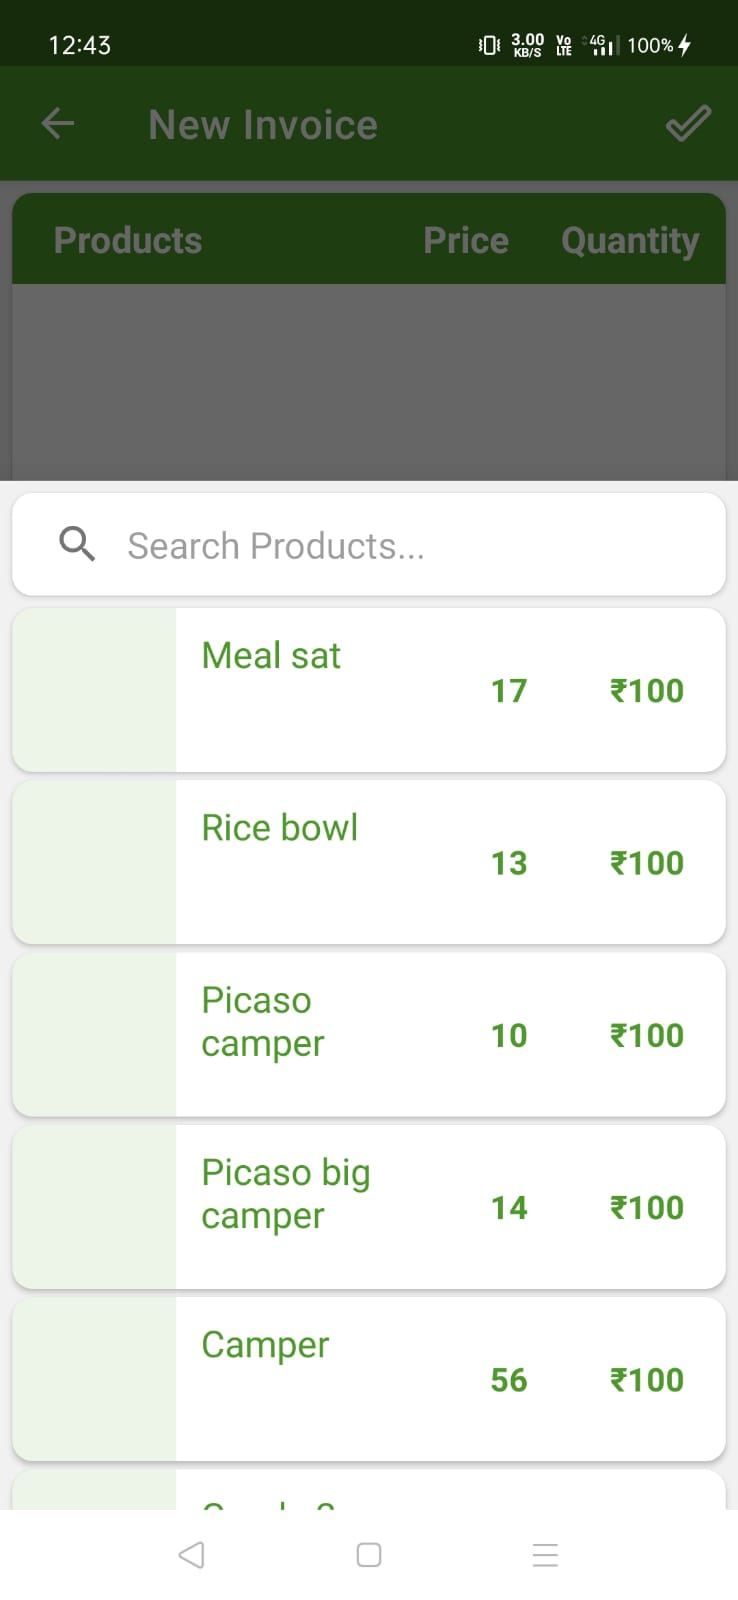 12:43 3.00 KB/S Vo LTE 4G 100%
New Invoice
Products Price Quantity
Search Products...
Meal sat
17 ₹100
Rice bowl
13 ₹100
Picaso
camper
10 ₹100
Picaso big
camper
14 ₹100
Camper
56 ₹100